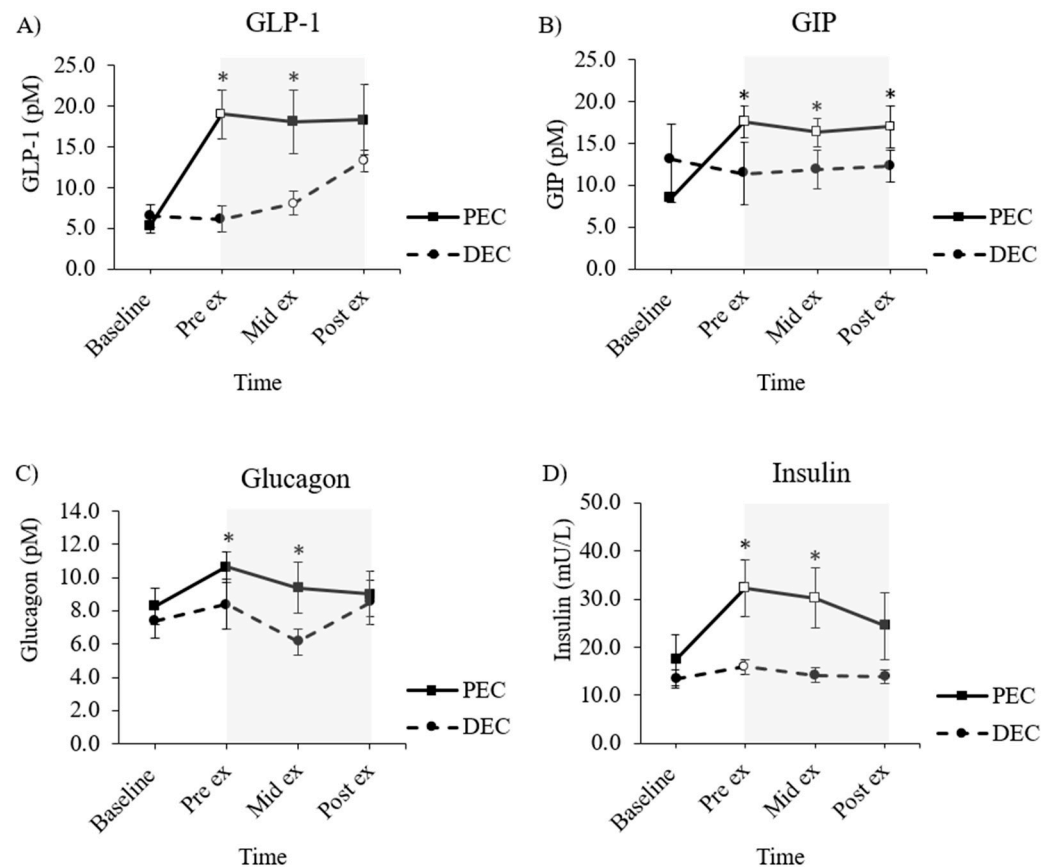 A)
GLP-1
GLP-1 (pM)
25.0
20.0
15.0
10.0
5.0
0.0
*
*
PEC
DEC
Baseline
Pre ex
Mid ex
Post ex
Time
B)
GIP
GIP (pM)
25.0
20.0
15.0
10.0
5.0
0.0
*
*
*
PEC
DEC
Baseline
Pre ex
Mid ex
Post ex
Time
C)
Glucagon
Glucagon (pM)
14.0
12.0
10.0
8.0
6.0
4.0
2.0
0.0
*
*
PEC
DEC
Baseline
Pre ex
Mid ex
Post ex
Time
D)
Insulin
Insulin (mU/L)
50.0
40.0
30.0
20.0
10.0
0.0
*
*
PEC
DEC
Baseline
Pre ex
Mid ex
Post ex
Time